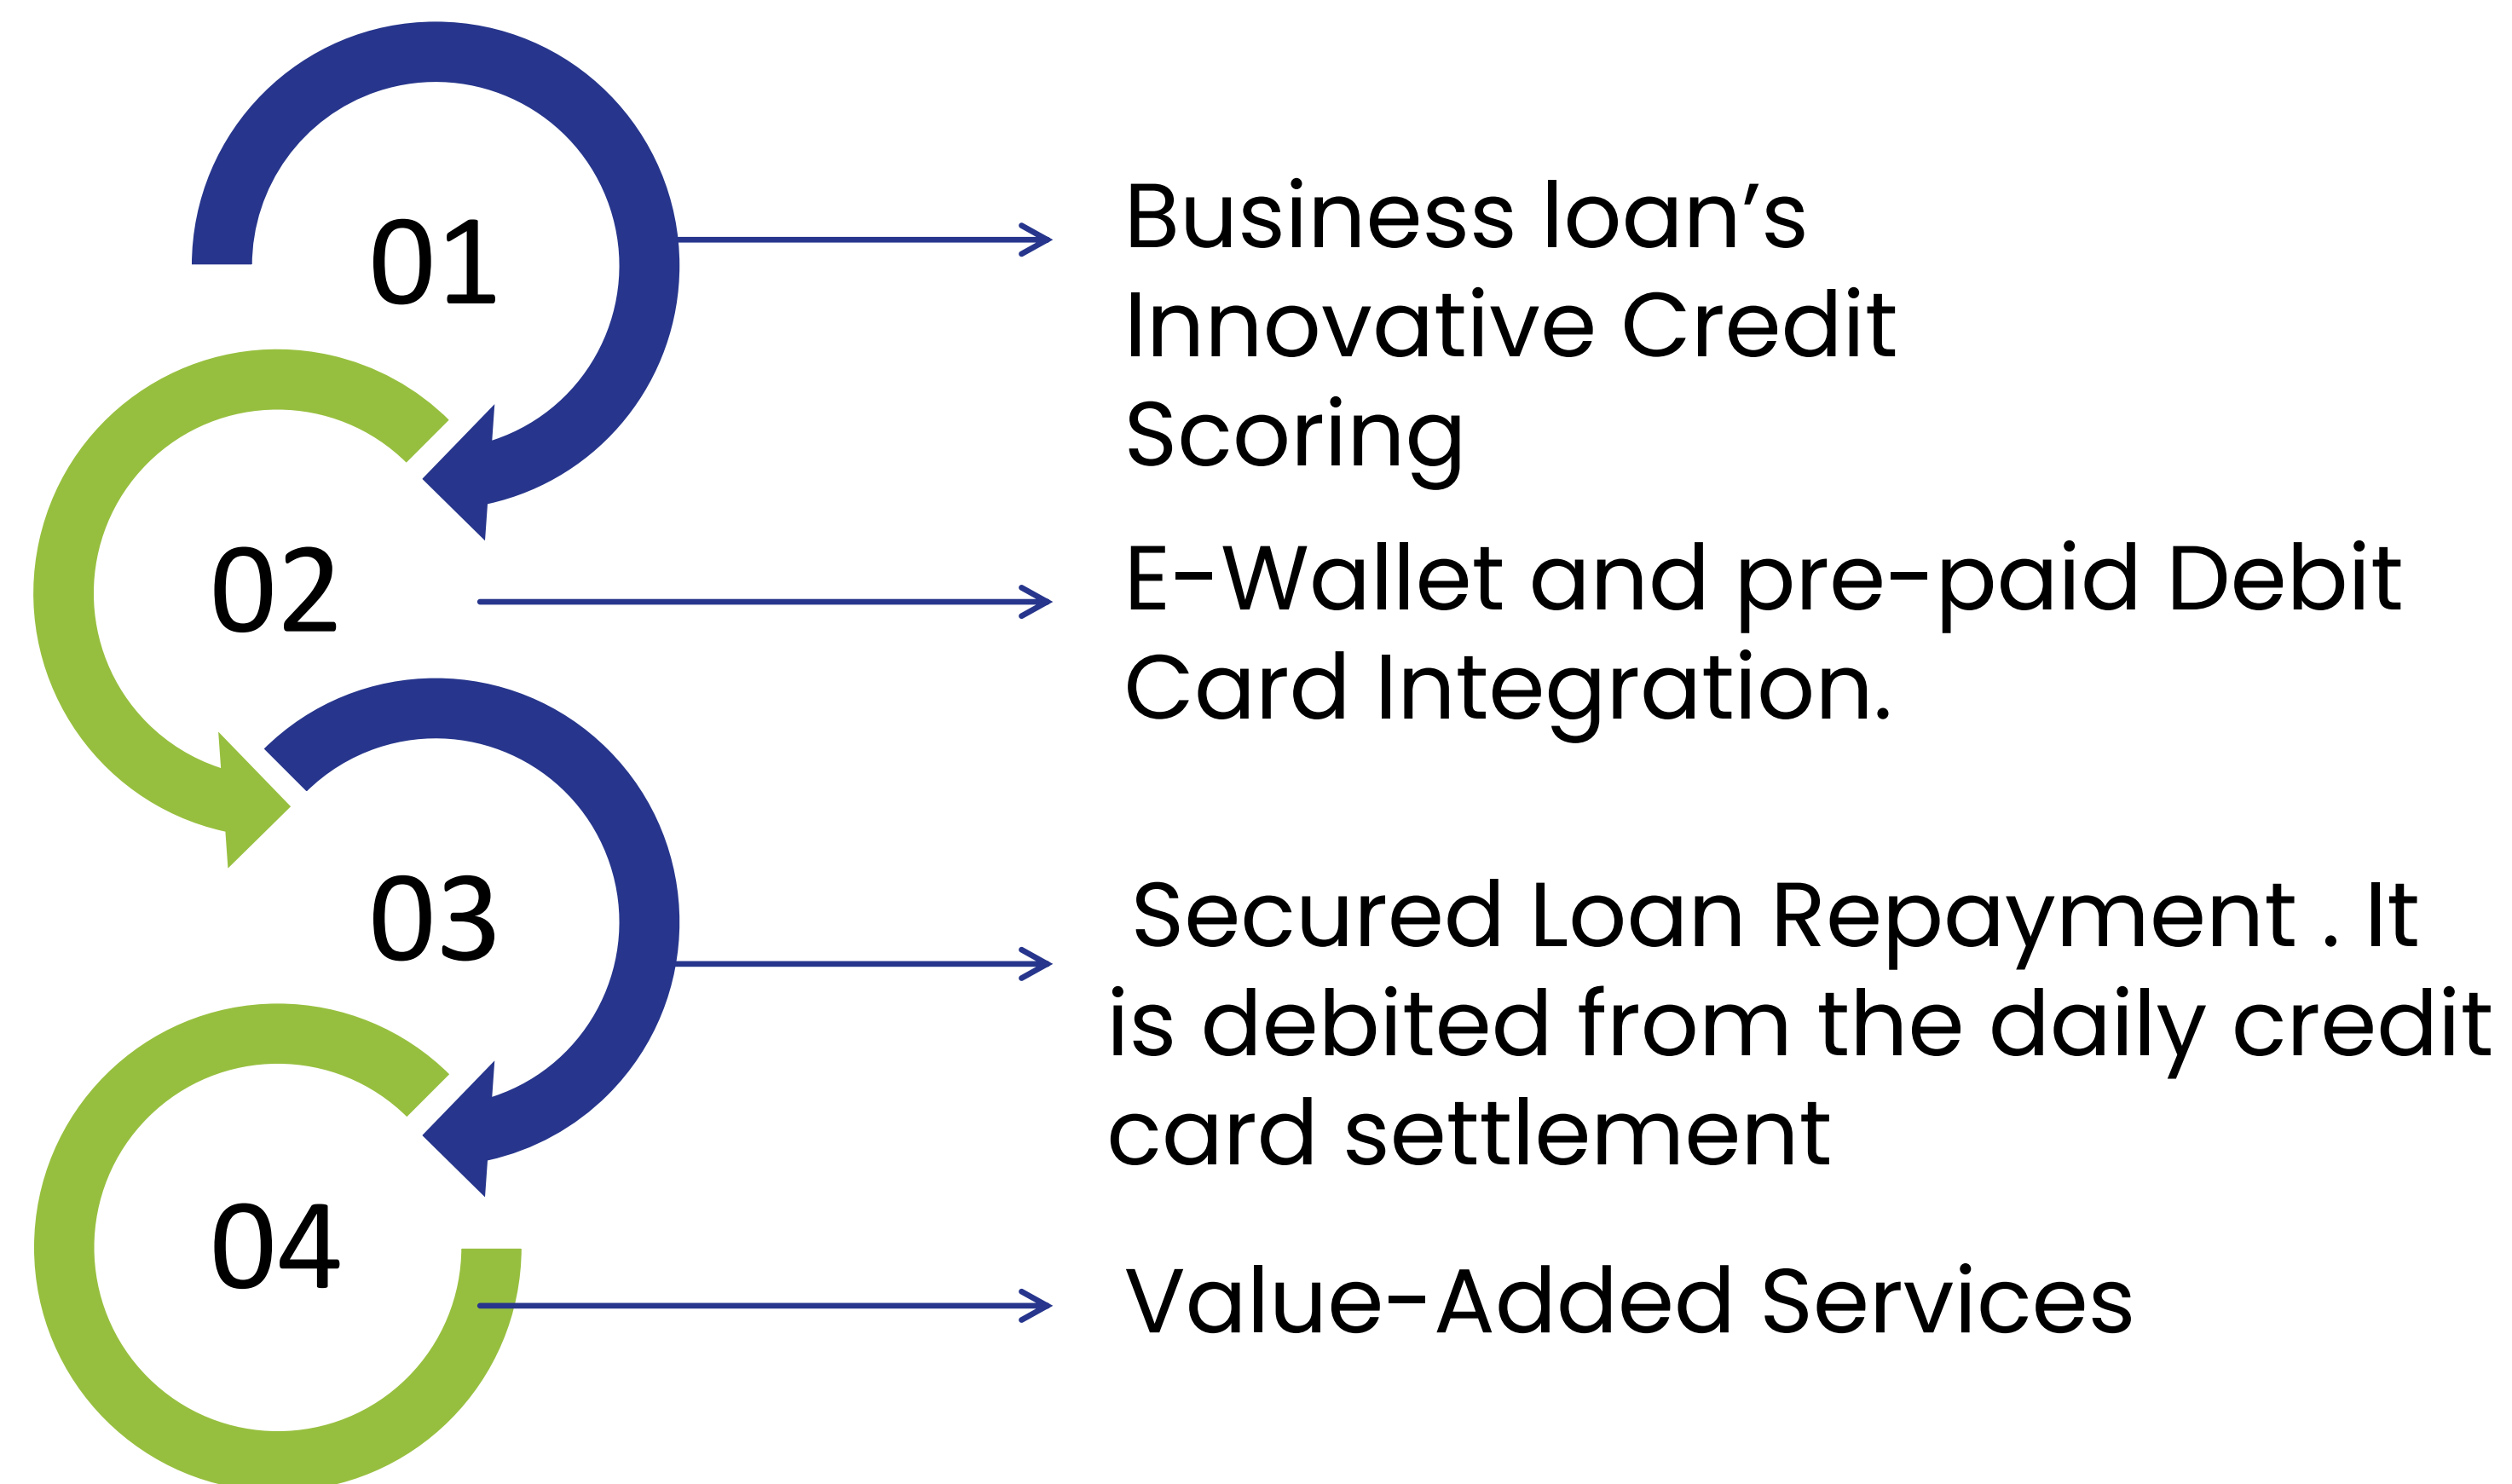 01
Business loan’s
Innovative Credit
Scoring
02
E-Wallet and pre-paid Debit
Card Integration.
03
Secured Loan Repayment . It
is debited from the daily credit
card settlement
04
Value-Added Services